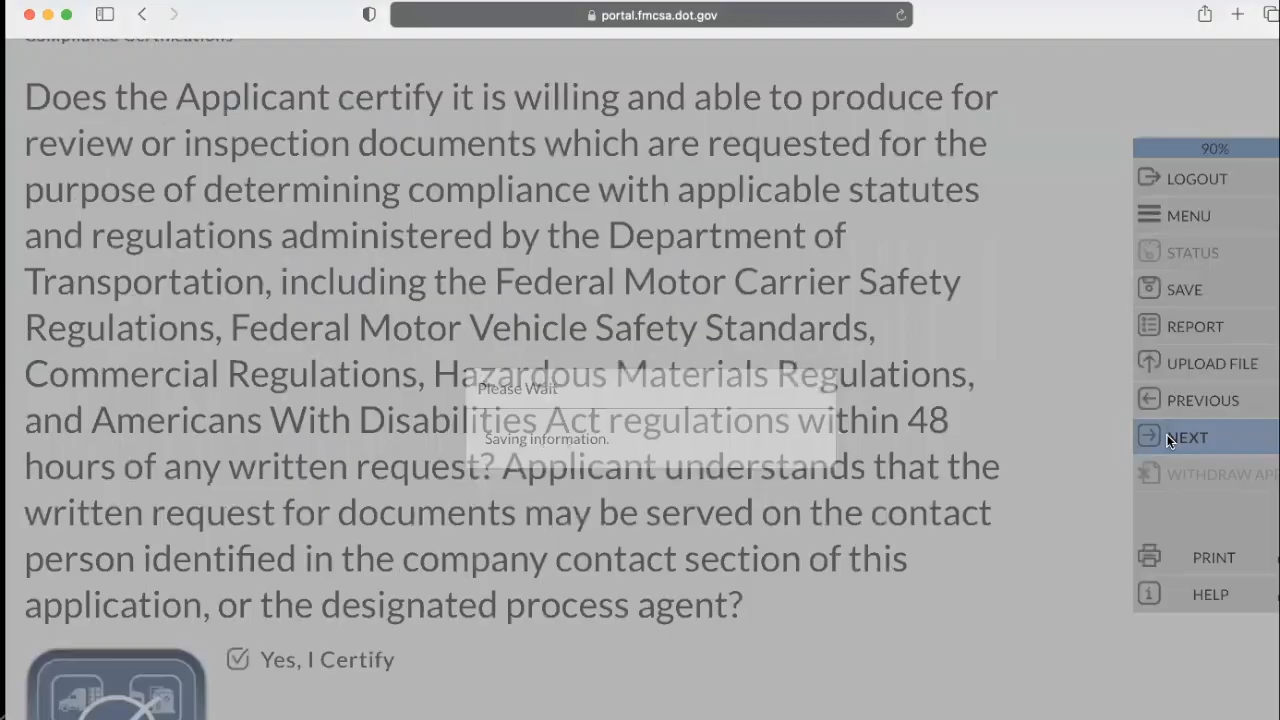 portal.fmcsa.dot.gov
Compliance Certifications
Does the Applicant certify it is willing and able to produce for
review or inspection documents which are requested for the
purpose of determining compliance with applicable statutes
and regulations administered by the Department of
Transportation, including the Federal Motor Carrier Safety
Regulations, Federal Motor Vehicle Safety Standards,
Commercial Regulations, Hazardous Materials Regulations,
and Americans With Disabilities Act regulations within 48
hours of any written request? Applicant understands that the
written request for documents may be served on the contact
person identified in the company contact section of this
application, or the designated process agent?
Yes, I Certify
Please Wait
Saving information.
90%
LOGOUT
MENU
STATUS
SAVE
REPORT
UPLOAD FILE
PREVIOUS
NEXT
WITHDRAW APP
PRINT
HELP